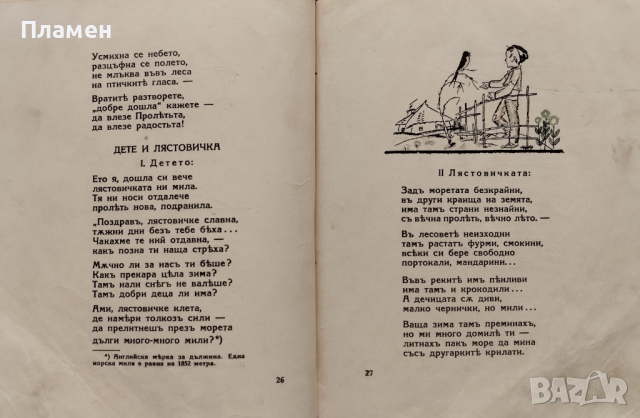 Пламен
Усмихна се небето,
разцъфна се полето,
не млъква въвъ леса
на птичкитѣ гласа.
Вратитѣ разтворете,
„добре дошла“ кажете —
да влезе Пролѣтьта,
да влезе радостьта!
ДЕТЕ И ЛЯСТОВИЧКА
I. Детето:
Ето я, дошла си вече
лястовичката ни мила.
Тя ни носи отдалече
пролѣть нова, подранила.
„Поздравъ, лястовичке славна,
тѫжни дни безъ тебе бѣха...
Чакахме те ний отдавна, —
какъ позна ти наща стрѣха?
Мѫчно ли за насъ ти бѣше?
Какъ прекара цѣла зима?
Тамъ нали снѣгъ не валѣше?
Тамъ добри деца ли има?
Ами, лястовичке клета,
де намѣри толкозъ сили —
да прелитнешъ презъ морета
дълги много-много мили?*)
*) Английска мѣрка за дължина. Една
морска миля е равна на 1852 метра.
26
II Лястовичката:
Задъ моретата безкрайни,
въ други краища на земята,
има тамъ страни незнайни,
съ вѣчна пролѣть, вѣчно лѣто. —
Въ лесоветѣ неизходни
тамъ растатъ фурми, смокини,
всѣки си бере свободно
портокали, мандарини...
Въвъ рекитѣ имъ пѣнливи
има тамъ и крокодили...
А дечицата сѫ диви,
малко чернички, но мили...
Ваша зима тамъ преминахъ,
но ми много домилѣ ти —
литнахъ пакъ море да мина
съсъ другаркитѣ крилати.
27
bazar